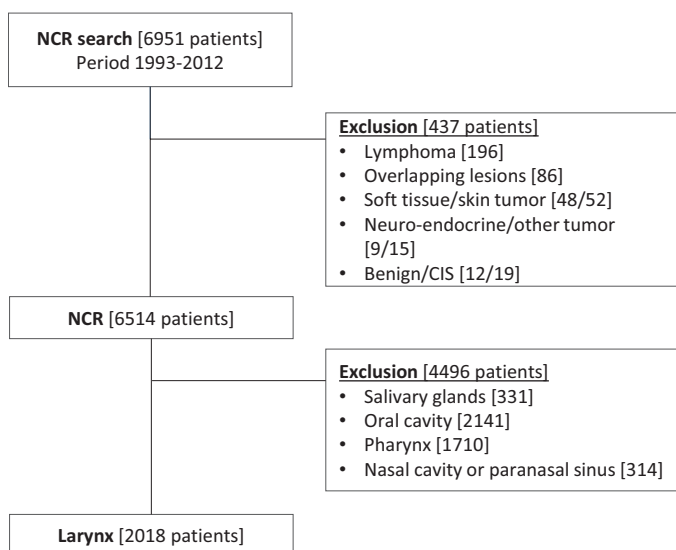 NCR search [6951 patients]
Period 1993-2012
Exclusion [437 patients]
• Lymphoma [196]
• Overlapping lesions [86]
• Soft tissue/skin tumor [48/52]
• Neuro-endocrine/other tumor
[9/15]
• Benign/CIS [12/19]
NCR [6514 patients]
Exclusion [4496 patients]
• Salivary glands [331]
• Oral cavity [2141]
• Pharynx [1710]
• Nasal cavity or paranasal sinus [314]
Larynx [2018 patients]